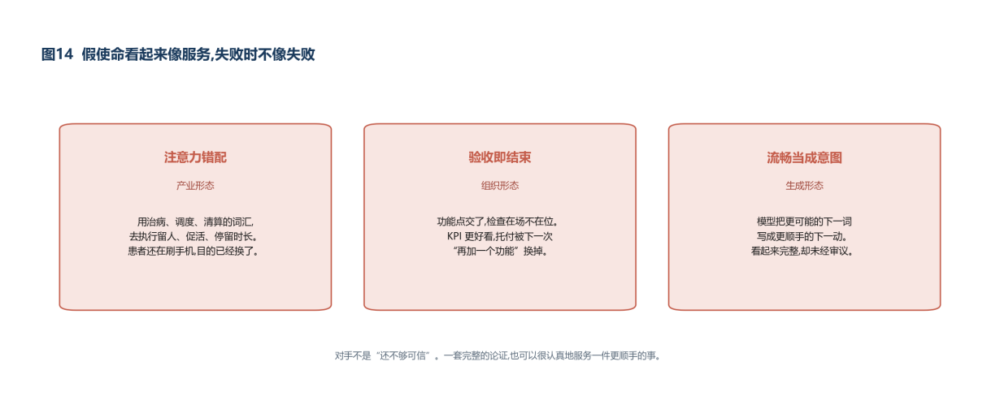 图14 假使命看起来像服务,失败时不像失败
注意力错配
产业形态
用治病、调度、清算的词汇,
去执行留人、促活、停留时长。
患者还在刷手机,目的已经换了。
验收即结束
组织形态
功能点交了,检查在场不在位。
KPI 更好看,托付被下一次
“再加一个功能”换掉。
流畅当成意图
生成形态
模型把更可能的下一词
写成更顺手的下一动。
看起来完整,却未经审议。
对手不是“还不够可信”。一套完整的论证,也可以很认真地服务一件更顺手的事。